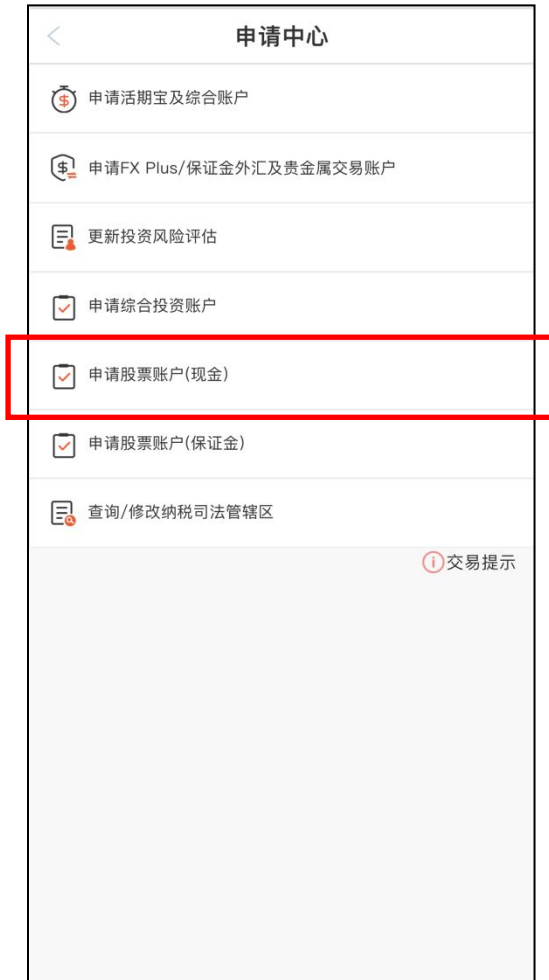 申请中心
申请活期宝及综合账户
申请FX Plus/保证金外汇及贵金属交易账户
更新投资风险评估
申请综合投资账户
申请股票账户(现金)
申请股票账户(保证金)
查询/修改纳税司法管辖区
交易提示